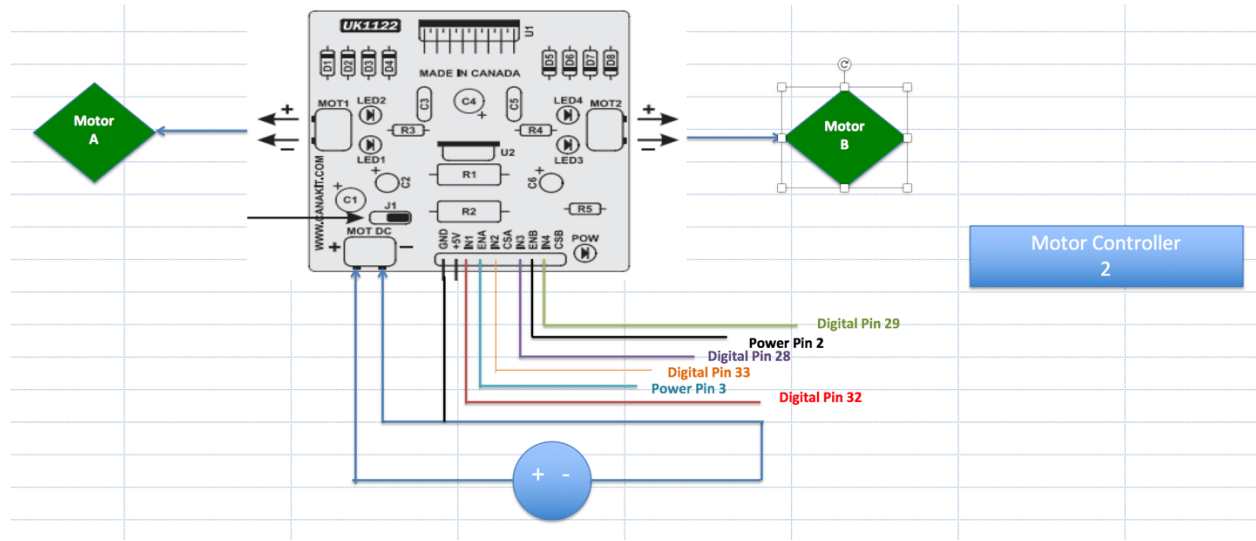 UK1122
U1
D1 D2 D3 D4
D5 D6 D7 D8
MADE IN CANADA
Motor
A
+
−
MOT1
LED2
LED1
R3
C3
C4
+
C5
R4
LED4
LED3
MOT2
+
−
Motor
B
U2
R1
+
C2
C6
+
WWW.CANAKIT.COM
+
C1
J1
R2
R5
MOT DC
+ −
GND +5V IN1 ENA IN2 CSA IN3 ENB IN4 CSB
POW
Motor Controller
2
Digital Pin 29
Power Pin 2
Digital Pin 28
Digital Pin 33
Power Pin 3
Digital Pin 32
+ -